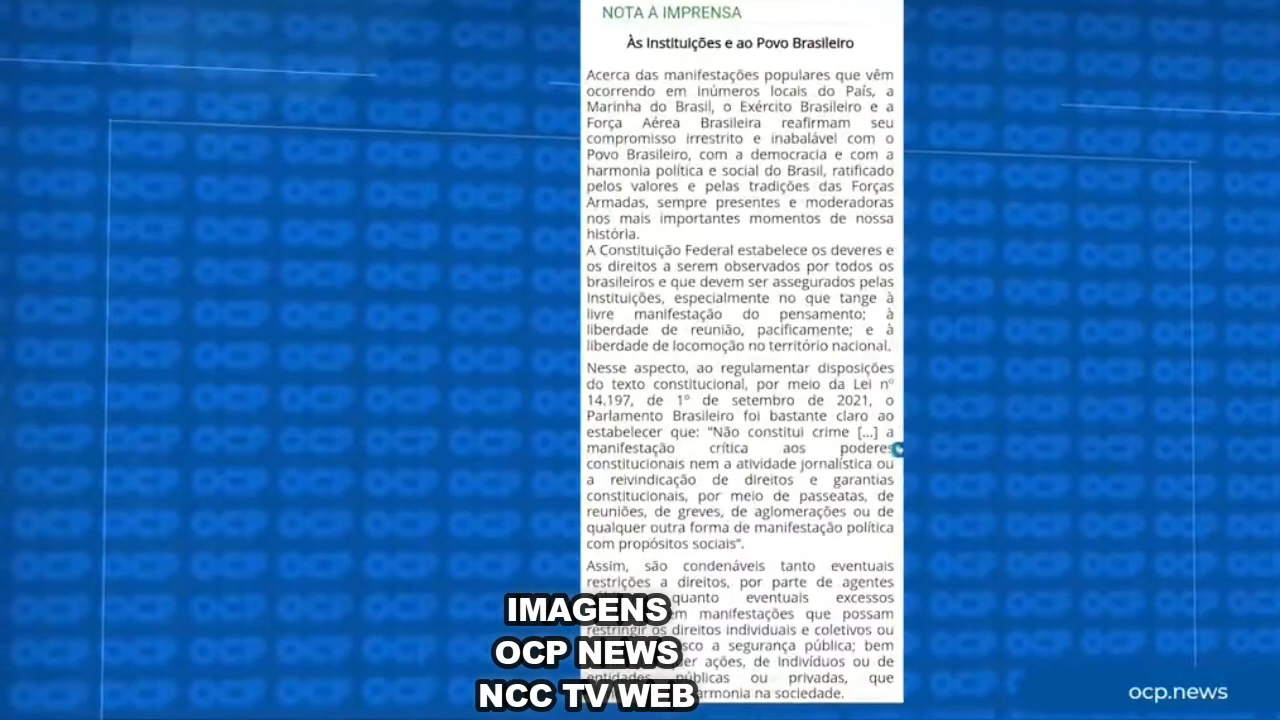 NOTA À IMPRENSA
Às Instituições e ao Povo Brasileiro
Acerca das manifestações populares que vêm
ocorrendo em inúmeros locais do País, a
Marinha do Brasil, o Exército Brasileiro e a
Força Aérea Brasileira reafirmam seu
compromisso irrestrito e inabalável com o
Povo Brasileiro, com a democracia e com a
harmonia política e social do Brasil, ratificado
pelos valores e pelas tradições das Forças
Armadas, sempre presentes e moderadoras
nos mais importantes momentos de nossa
história.
A Constituição Federal estabelece os deveres e
os direitos a serem observados por todos os
brasileiros e que devem ser assegurados pelas
Instituições, especialmente no que tange à
livre manifestação do pensamento; à
liberdade de reunião, pacificamente; e à
liberdade de locomoção no território nacional.
Nesse aspecto, ao regulamentar disposições
do texto constitucional, por meio da Lei nº
14.197, de 1º de setembro de 2021, o
Parlamento Brasileiro foi bastante claro ao
estabelecer que: "Não constitui crime [...] a
manifestação crítica aos poderes
constitucionais nem a atividade jornalística ou
a reivindicação de direitos e garantias
constitucionais, por meio de passeatas, de
reuniões, de greves, de aglomerações ou de
qualquer outra forma de manifestação política
com propósitos sociais".
Assim, são condenáveis tanto eventuais
restrições a direitos, por parte de agentes
quanto eventuais excessos
em manifestações que possam
restringir os direitos individuais e coletivos ou
a segurança pública; bem
ações, de indivíduos ou de
entidades, públicas ou privadas, que
harmonia na sociedade.
IMAGENS
OCP NEWS
NCC TV WEB
ocp.news